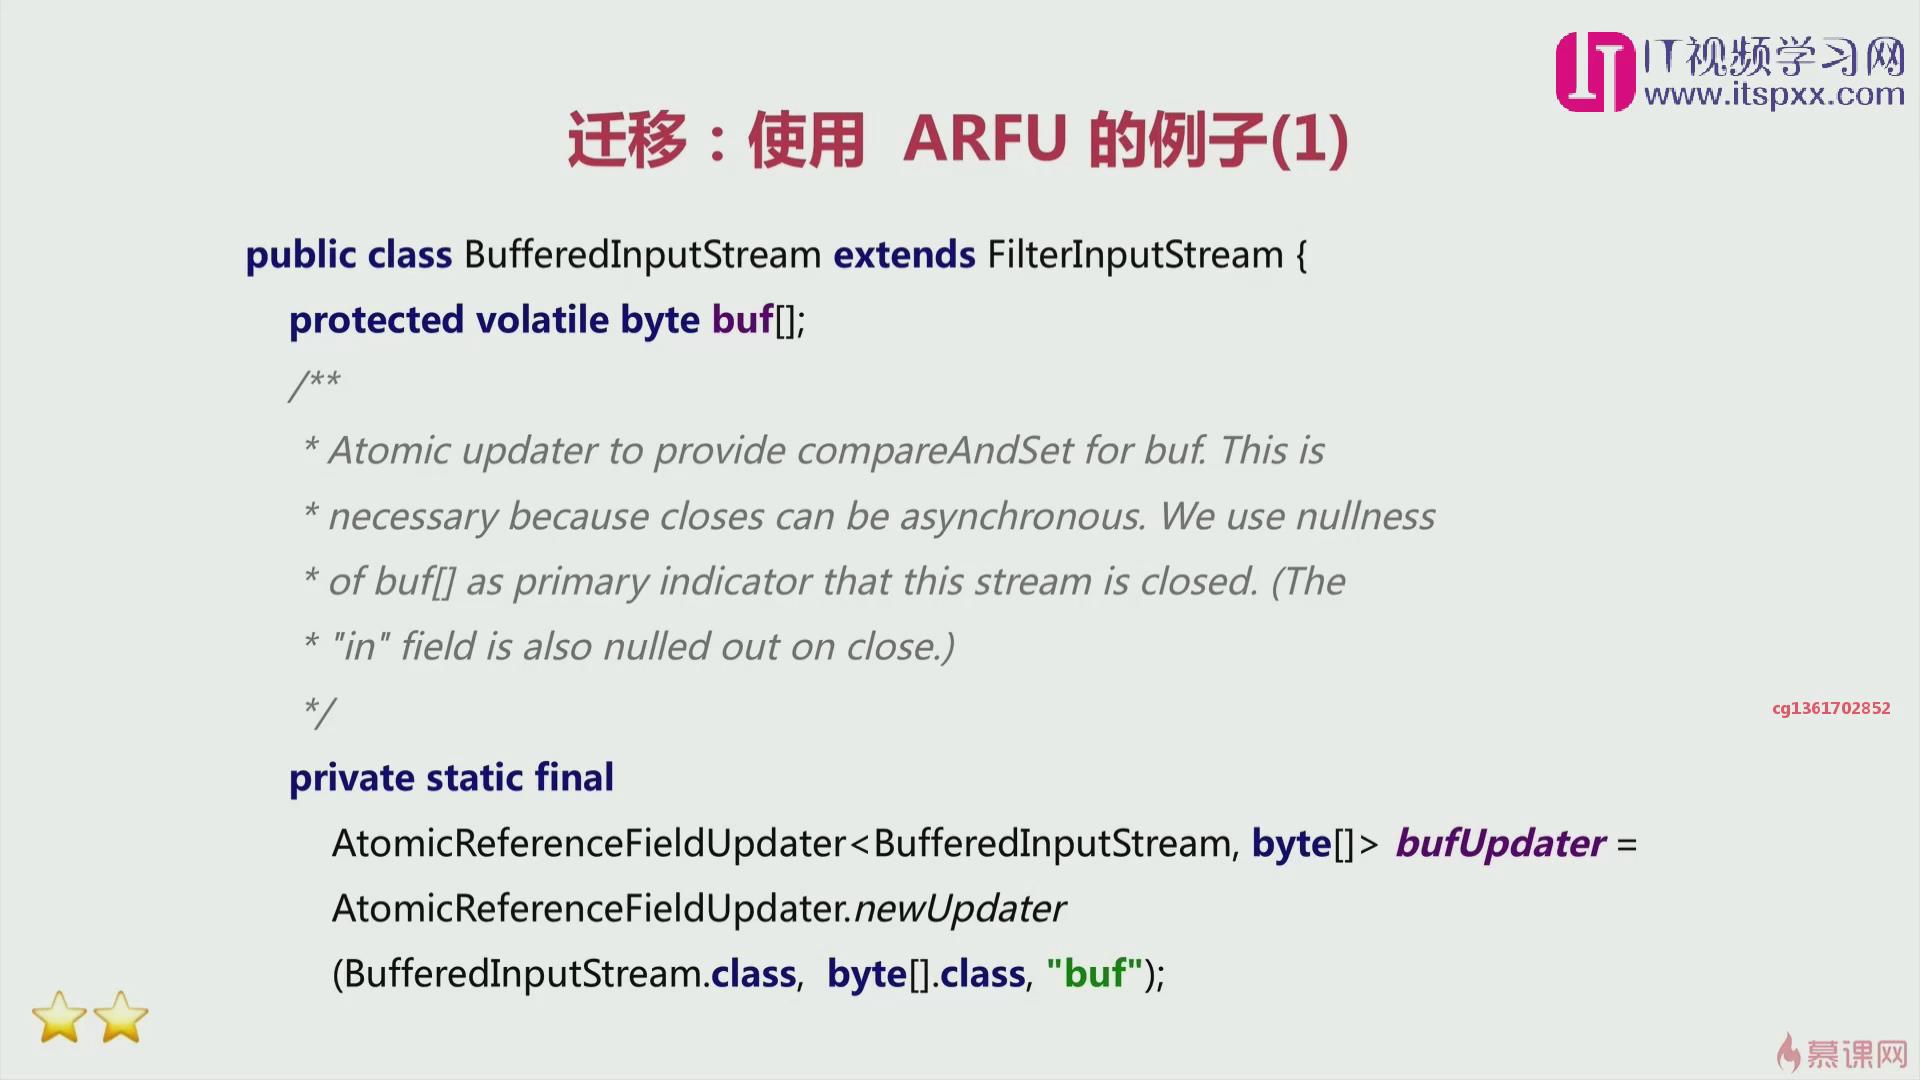 IT视频学习网
www.itspxx.com
迁移：使用 ARFU 的例子(1)
public class BufferedInputStream extends FilterInputStream {
protected volatile byte buf[];
/**
* Atomic updater to provide compareAndSet for buf. This is
* necessary because closes can be asynchronous. We use nullness
* of buf[] as primary indicator that this stream is closed. (The
* "in" field is also nulled out on close.)
*/
cg1361702852
private static final
AtomicReferenceFieldUpdater<BufferedInputStream, byte[]> bufUpdater =
AtomicReferenceFieldUpdater.newUpdater
(BufferedInputStream.class, byte[].class, "buf");
慕课网